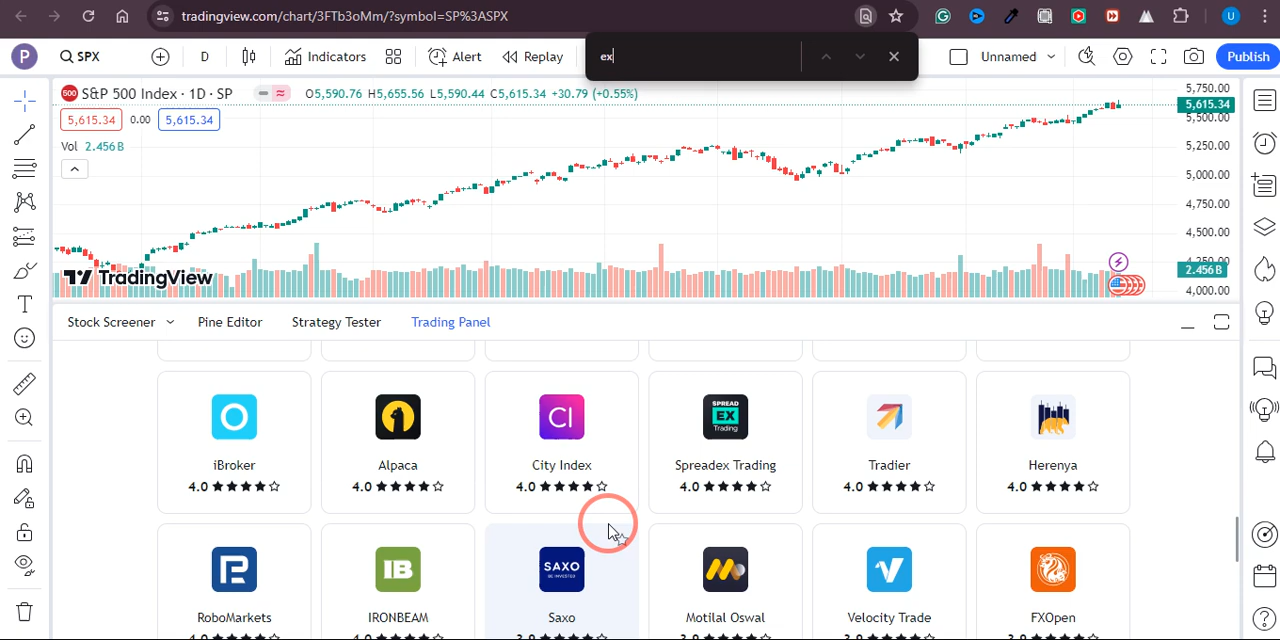 tradingview.com/chart/3FTb3oMm/?symbol=SP%3ASPX
U
P
SPX
D
Indicators
Alert
Replay
ex
Unnamed
Publish
500
S&P 500 Index · 1D · SP
O5,590.76 H5,655.56 L5,590.44 C5,615.34 +30.79 (+0.55%)
5,615.34
0.00
5,615.34
Vol 2.456 B
5,750.00
5,615.34
5,500.00
5,250.00
5,000.00
4,750.00
4,500.00
4,250.00
2.456 B
4,000.00
TradingView
Stock Screener
Pine Editor
Strategy Tester
Trading Panel
CI
SPREAD
EX
Trading
iBroker
Alpaca
City Index
Spreadex Trading
Tradier
Herenya
4.0
4.0
4.0
4.0
4.0
4.0
IB
SAXO
BE INVESTED
RoboMarkets
IRONBEAM
Saxo
Motilal Oswal
Velocity Trade
FXOpen